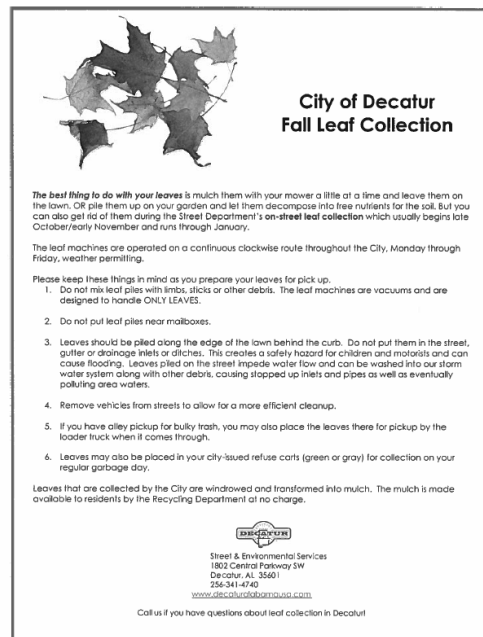 City of Decatur
Fall Leaf Collection
The best thing to do with your leaves is mulch them with your mower a little at a time and leave them on
the lawn. OR pile them up on your garden and let them decompose into free nutrients for the soil. But you
can also get rid of them during the Street Department's on-street leaf collection which usually begins late
October/early November and runs through January.
The leaf machines are operated on a continuous clockwise route throughout the City, Monday through
Friday, weather permitting.
Please keep these things in mind as you prepare your leaves for pick up.
1. Do not mix leaf piles with limbs, sticks or other debris. The leaf machines are vacuums and are
designed to handle ONLY LEAVES.
2. Do not put leaf piles near mailboxes.
3. Leaves should be piled along the edge of the lawn behind the curb. Do not put them in the street,
gutter or drainage inlets or ditches. This creates a safety hazard for children and motorists and can
cause flooding. Leaves piled on the street impede water flow and can be washed into our storm
water system along with other debris, causing stopped up inlets and pipes as well as eventually
polluting area waters.
4. Remove vehicles from streets to allow for a more efficient cleanup.
5. If you have alley pickup for bulky trash, you may also place the leaves there for pickup by the
loader truck when it comes through.
6. Leaves may also be placed in your city-issued refuse carts (green or gray) for collection on your
regular garbage day.
Leaves that are collected by the City are windrowed and transformed into mulch. The mulch is made
available to residents by the Recycling Department at no charge.
DECATUR
Street & Environmental Services
1802 Central Parkway SW
Decatur, AL 35601
256-341-4740
www.decaturalabamausa.com
Call us if you have questions about leaf collection in Decatur!